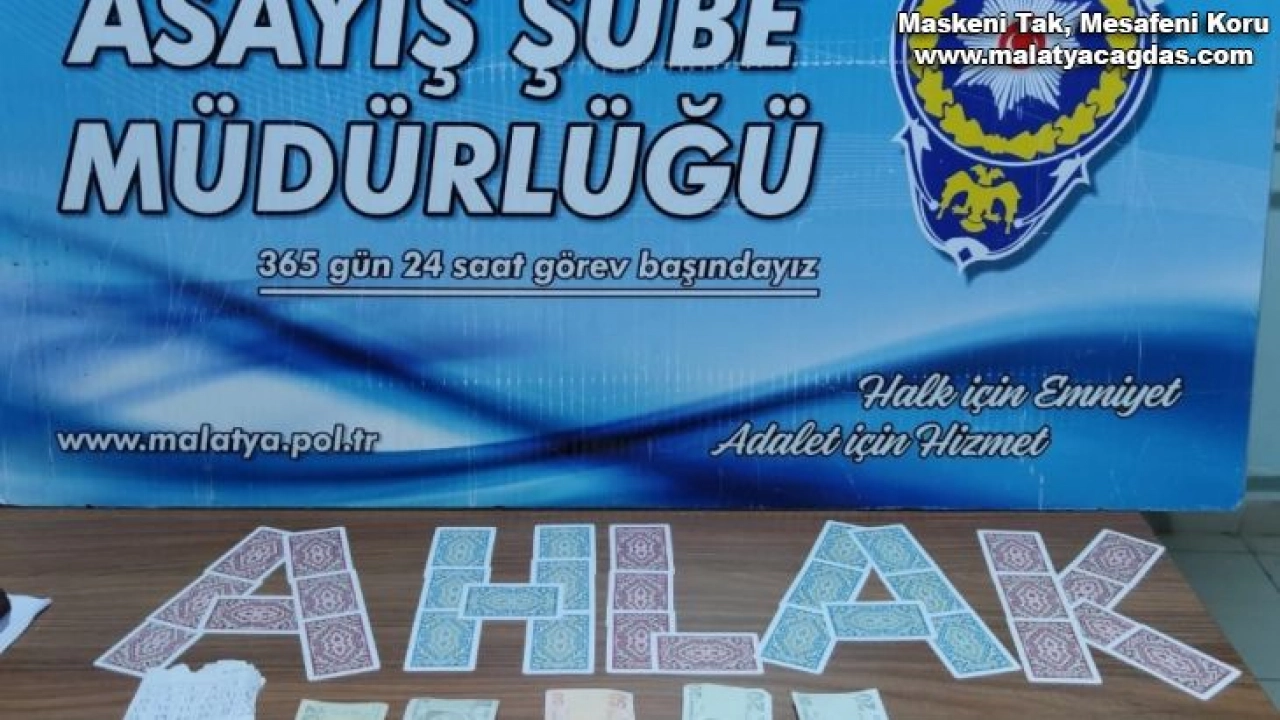 Maskeni Tak, Mesafeni Koru
www.malatyacagdas.com
ASAYİŞ ŞUBE
MÜDÜRLÜĞÜ
365 gün 24 saat görev başındayız
Halk için Emniyet
Adalet için Hizmet
www.malatya.pol.tr
AHLAK